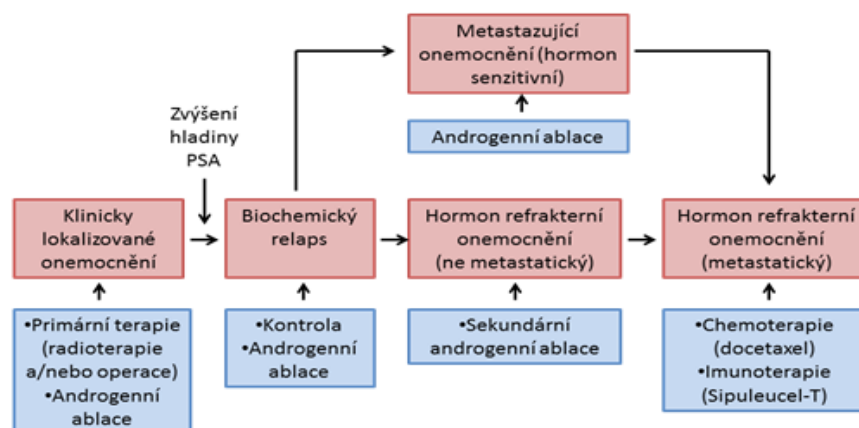 Metastazující
onemocnění (hormon
senzitivní)
Androgenní ablace
Zvýšení
hladiny
PSA
Klinicky
lokalizované
onemocnění
Biochemický
relaps
Hormon refrakterní
onemocnění
(ne metastatický)
Hormon refrakterní
onemocnění
(metastatický)
•Primární terapie
(radioterapie
a/nebo operace)
•Androgenní
ablace
•Kontrola
•Androgenní
ablace
•Sekundární
androgenní ablace
•Chemoterapie
(docetaxel)
•Imunoterapie
(Sipuleucel-T)